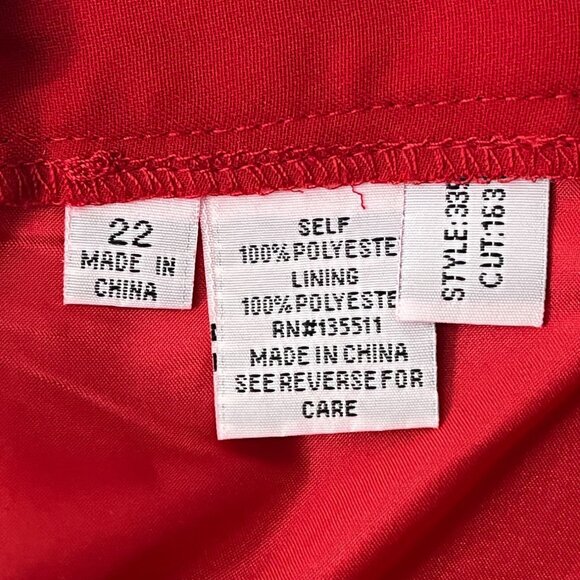 22
MADE IN
CHINA
SELF
100%POLYESTE
LINING
100%POLYESTE
RN#135511
MADE IN CHINA
SEE REVERSE FOR
CARE
STYLE:335
CUT:163